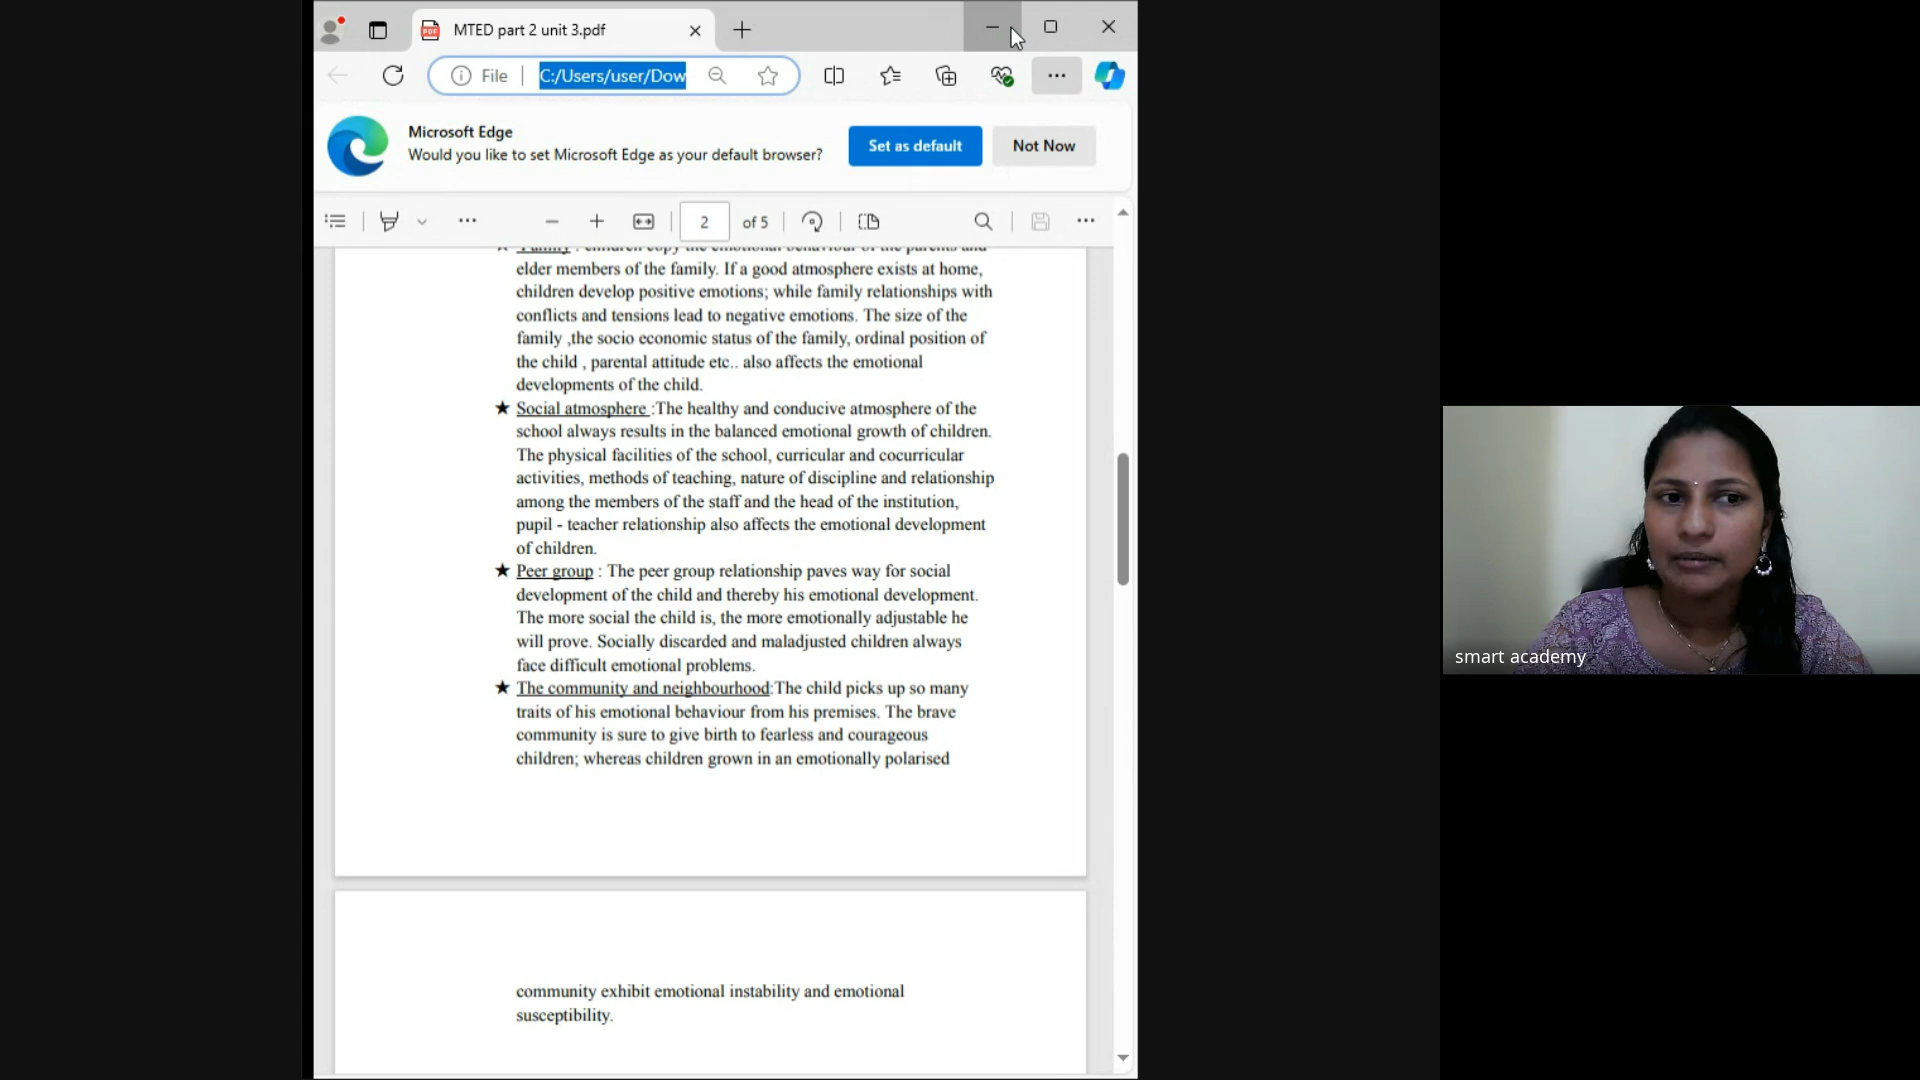 MTED part 2 unit 3.pdf
File
C:/Users/user/Dow
Microsoft Edge
Would you like to set Microsoft Edge as your default browser?
Set as default
Not Now
2 of 5
Family : children copy the emotional behaviour of the parents and
elder members of the family. If a good atmosphere exists at home,
children develop positive emotions; while family relationships with
conflicts and tensions lead to negative emotions. The size of the
family ,the socio economic status of the family, ordinal position of
the child , parental attitude etc.. also affects the emotional
developments of the child.
★ Social atmosphere :The healthy and conducive atmosphere of the
school always results in the balanced emotional growth of children.
The physical facilities of the school, curricular and cocurricular
activities, methods of teaching, nature of discipline and relationship
among the members of the staff and the head of the institution,
pupil - teacher relationship also affects the emotional development
of children.
★ Peer group : The peer group relationship paves way for social
development of the child and thereby his emotional development.
The more social the child is, the more emotionally adjustable he
will prove. Socially discarded and maladjusted children always
face difficult emotional problems.
★ The community and neighbourhood:The child picks up so many
traits of his emotional behaviour from his premises. The brave
community is sure to give birth to fearless and courageous
children; whereas children grown in an emotionally polarised
community exhibit emotional instability and emotional
susceptibility.
smart academy